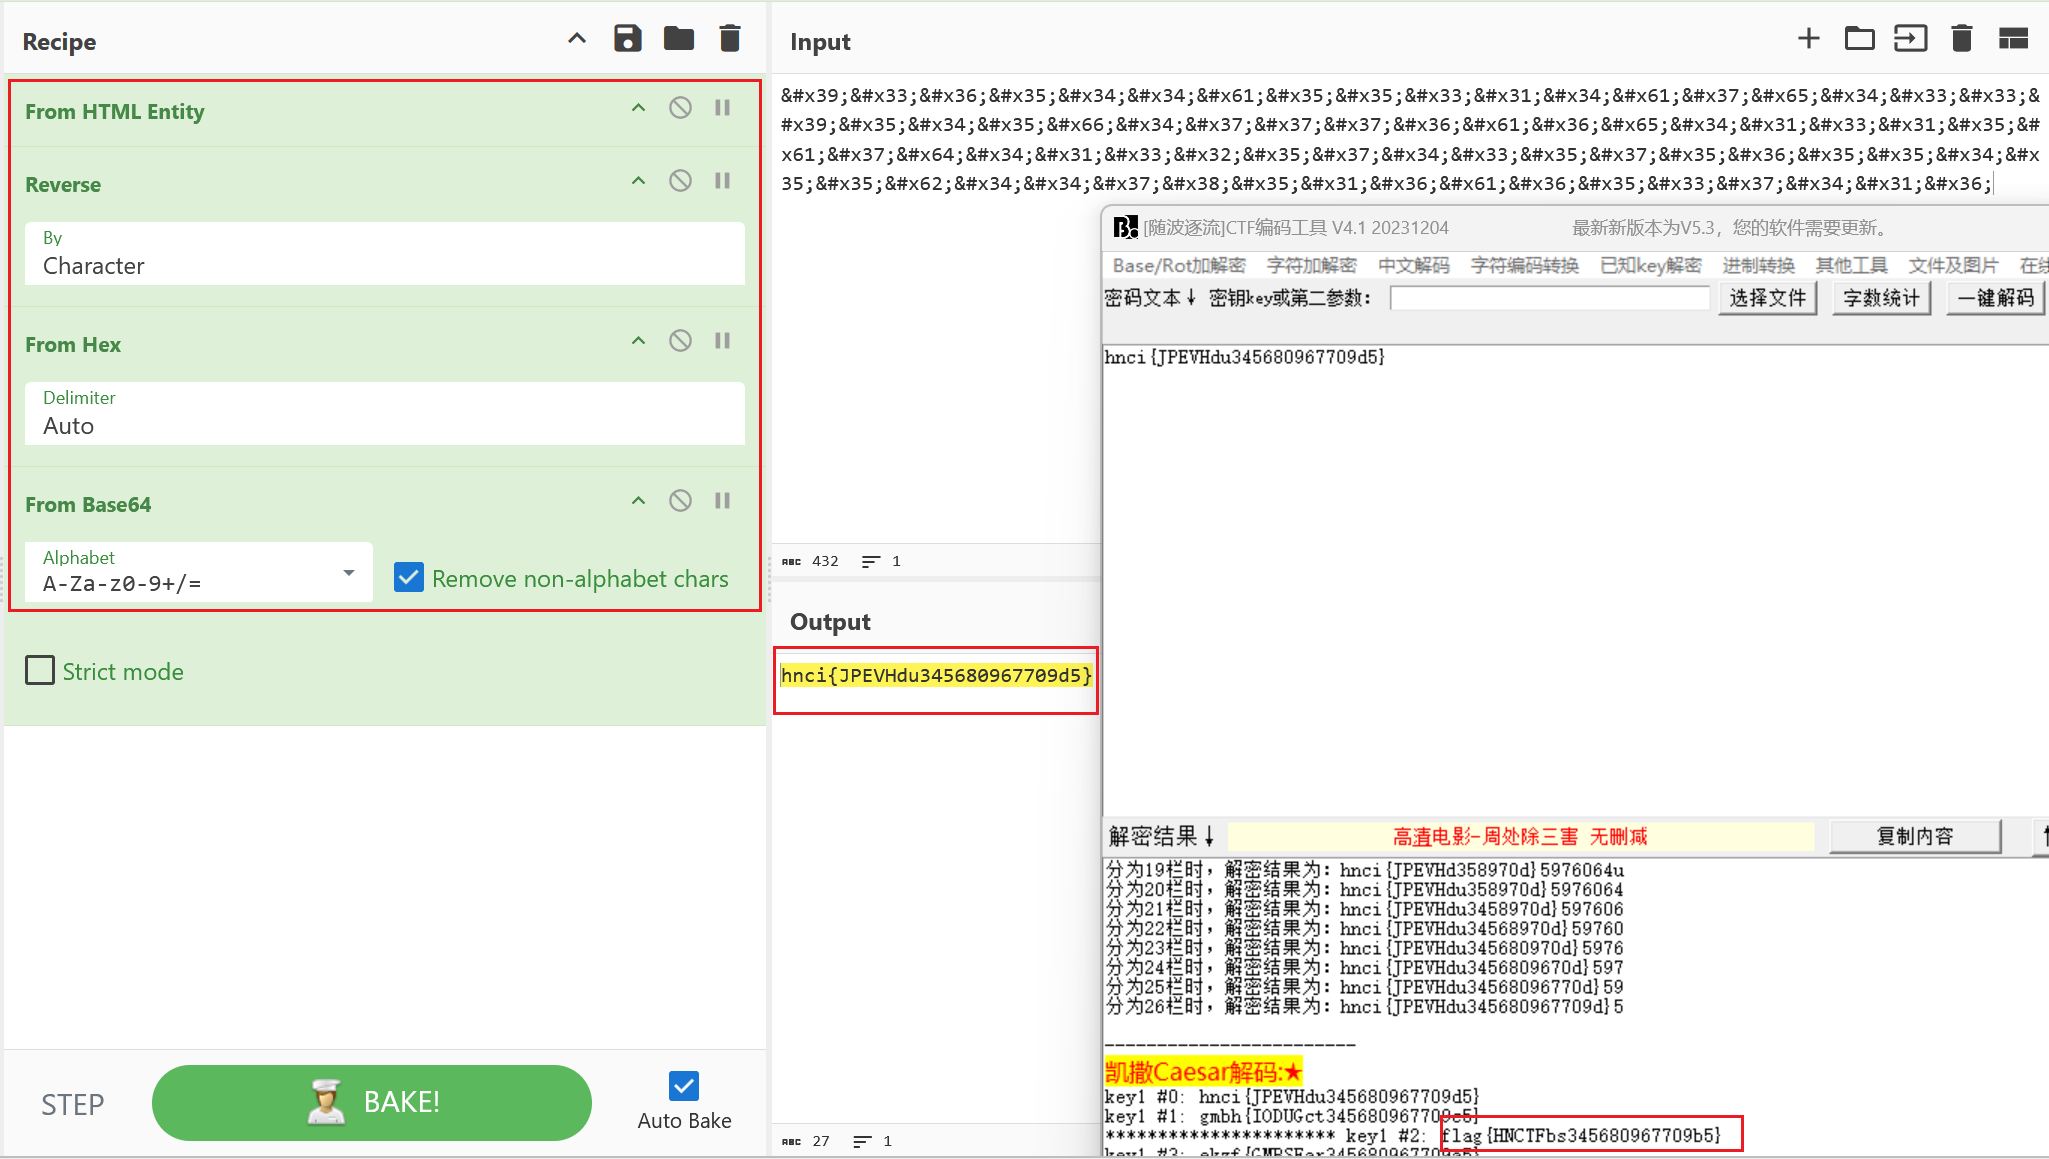 Recipe
From HTML Entity
Reverse
By
Character
From Hex
Delimiter
Auto
From Base64
Alphabet
A-Za-z0-9+/=
Remove non-alphabet chars
Strict mode
STEP
BAKE!
Auto Bake
Input
&#x39;&#x33;&#x36;&#x35;&#x34;&#x34;&#x61;&#x35;&#x35;&#x33;&#x31;&#x34;&#x61;&#x37;&#x65;&#x34;&#x33;&#x33;&
#x39;&#x35;&#x34;&#x35;&#x66;&#x34;&#x37;&#x37;&#x37;&#x36;&#x61;&#x36;&#x65;&#x34;&#x31;&#x33;&#x31;&#x35;&#
x61;&#x37;&#x64;&#x34;&#x31;&#x33;&#x32;&#x35;&#x37;&#x34;&#x33;&#x35;&#x37;&#x35;&#x36;&#x35;&#x35;&#x34;&#x
35;&#x35;&#x62;&#x34;&#x34;&#x37;&#x38;&#x35;&#x31;&#x36;&#x61;&#x36;&#x35;&#x33;&#x37;&#x34;&#x31;&#x36;
ABC 432 1
Output
hnci{JPEVHdu345680967709d5}
ABC 27 1
[随波逐流]CTF编码工具 V4.1 20231204 最新新版本为V5.3，您的软件需要更新。
Base/Rot加解密 字符加解密 中文解码 字符编码转换 已知key解密 进制转换 其他工具 文件及图片 在线
密码文本↓ 密钥key或第二参数： 选择文件 字数统计 一键解码
hnci{JPEVHdu345680967709d5}
解密结果↓ 高清电影-周处除三害 无删减 复制内容
分为19栏时，解密结果为：hnci{JPEVHd358970d}5976064u
分为20栏时，解密结果为：hnci{JPEVHdu358970d}5976064
分为21栏时，解密结果为：hnci{JPEVHdu3458970d}597606
分为22栏时，解密结果为：hnci{JPEVHdu34568970d}59760
分为23栏时，解密结果为：hnci{JPEVHdu345680970d}5976
分为24栏时，解密结果为：hnci{JPEVHdu3456809670d}597
分为25栏时，解密结果为：hnci{JPEVHdu34568096770d}59
分为26栏时，解密结果为：hnci{JPEVHdu345680967709d}5
------------------------
凯撒Caesar解码:★
key1 #0: hnci{JPEVHdu345680967709d5}
key1 #1: gmbh{IODUGct345680967709c5}
********************** key1 #2: flag{HNCTFbs345680967709b5}
key1 #3: ekzf{GMBSEar345680967709a5}